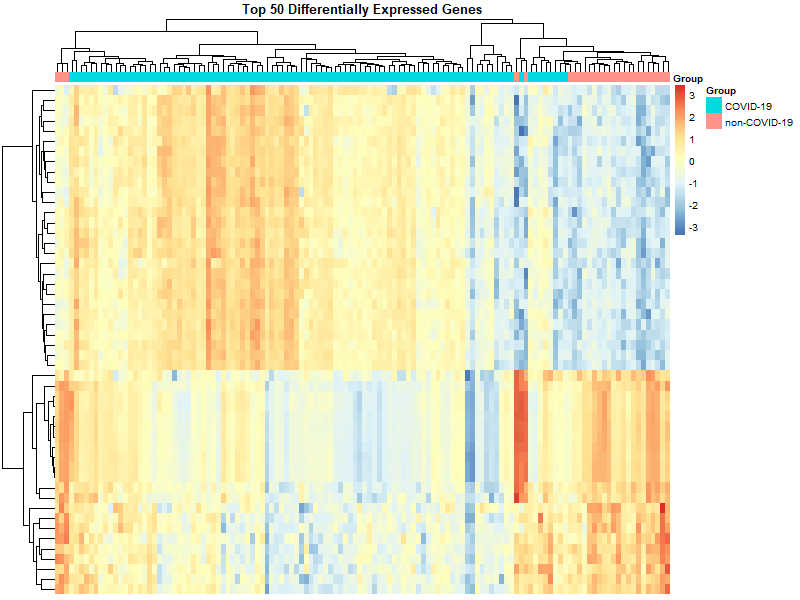 Top 50 Differentially Expressed Genes
Group
3
2
1
0
-1
-2
-3
Group
COVID-19
non-COVID-19